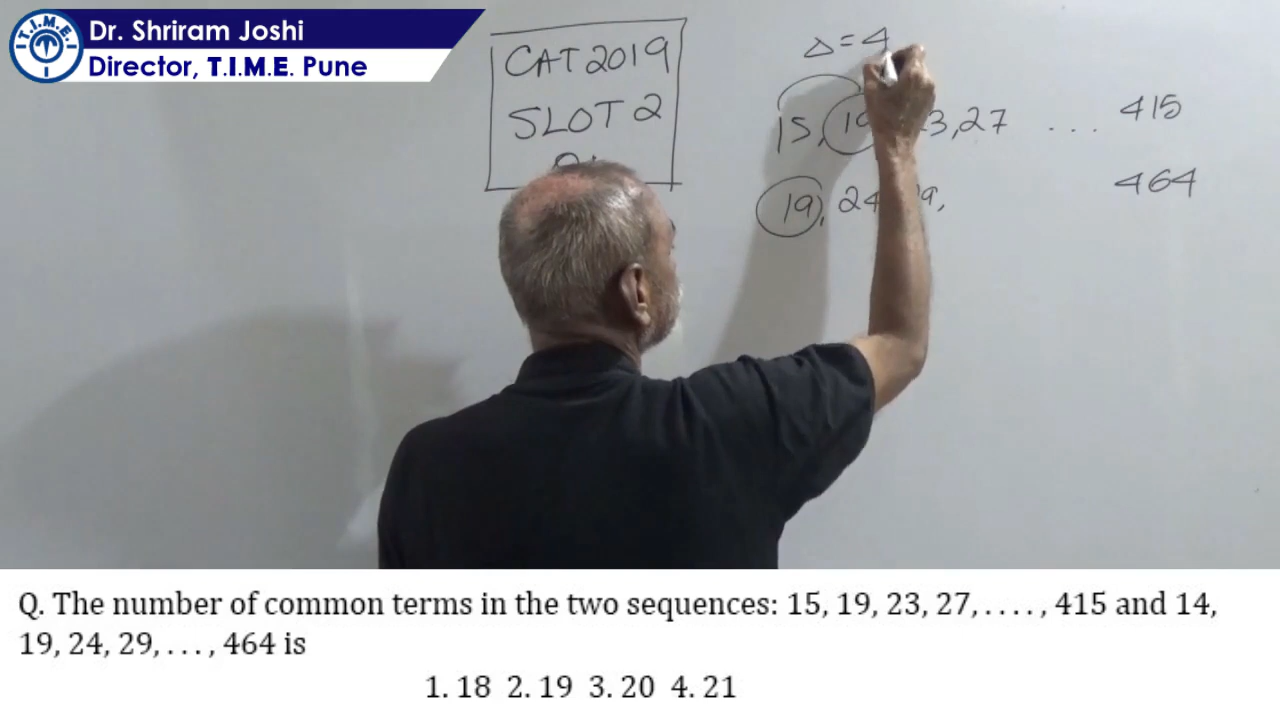 T.I.M.E.
Dr. Shriram Joshi
Director, T.I.M.E. Pune
CAT 2019
SLOT 2
Δ=4
15, 19 3,27 ... 415
19, 24 9, 464
Q. The number of common terms in the two sequences: 15, 19, 23, 27, . . . . , 415 and 14,
19, 24, 29, . . . , 464 is
1. 18 2. 19 3. 20 4. 21